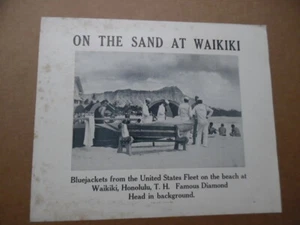 ON THE SAND AT WAIKIKI
Bluejackets from the United States Fleet on the beach at
Waikiki, Honolulu, T. H. Famous Diamond
Head in background.